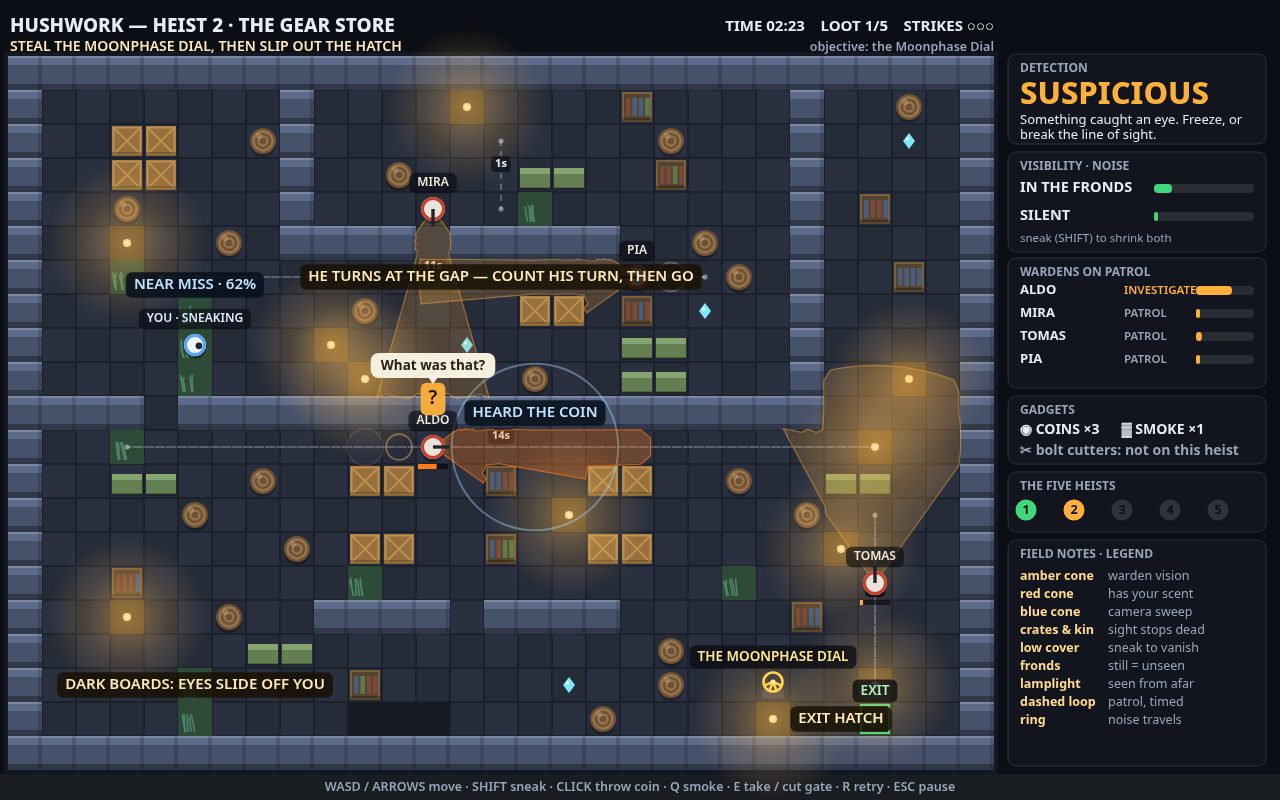 HUSHWORK — HEIST 2 · THE GEAR STORE
TIME 02:23 LOOT 1/5 STRIKES ○○○
STEAL THE MOONPHASE DIAL, THEN SLIP OUT THE HATCH
objective: the Moonphase Dial
1s
MIRA
PIA
HE TURNS AT THE GAP — COUNT HIS TURN, THEN GO
NEAR MISS · 62%
YOU · SNEAKING
What was that?
?
HEARD THE COIN
ALDO
14s
TOMAS
THE MOONPHASE DIAL
DARK BOARDS: EYES SLIDE OFF YOU
EXIT
EXIT HATCH
DETECTION
SUSPICIOUS
Something caught an eye. Freeze, or
break the line of sight.
VISIBILITY · NOISE
IN THE FRONDS
SILENT
sneak (SHIFT) to shrink both
WARDENS ON PATROL
ALDO INVESTIGATE
MIRA PATROL
TOMAS PATROL
PIA PATROL
GADGETS
◉ COINS ×3 ▓ SMOKE ×1
✂ bolt cutters: not on this heist
THE FIVE HEISTS
1 2 3 4 5
FIELD NOTES · LEGEND
amber cone warden vision
red cone has your scent
blue cone camera sweep
crates & kin sight stops dead
low cover sneak to vanish
fronds still = unseen
lamplight seen from afar
dashed loop patrol, timed
ring noise travels
WASD / ARROWS move · SHIFT sneak · CLICK throw coin · Q smoke · E take / cut gate · R retry · ESC pause